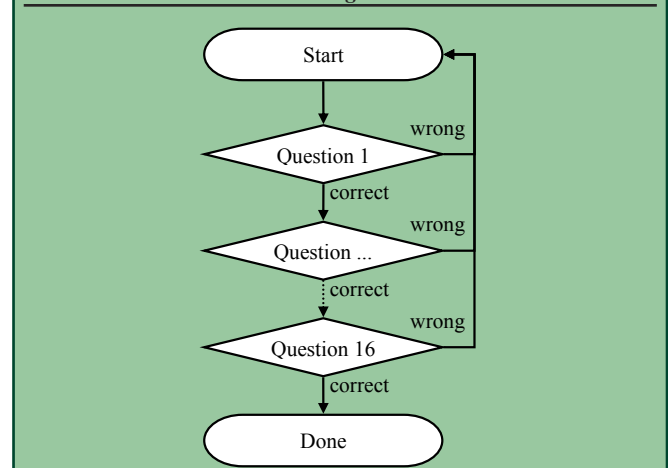 Start
wrong
Question 1
correct
wrong
Question ...
correct
wrong
Question 16
correct
Done